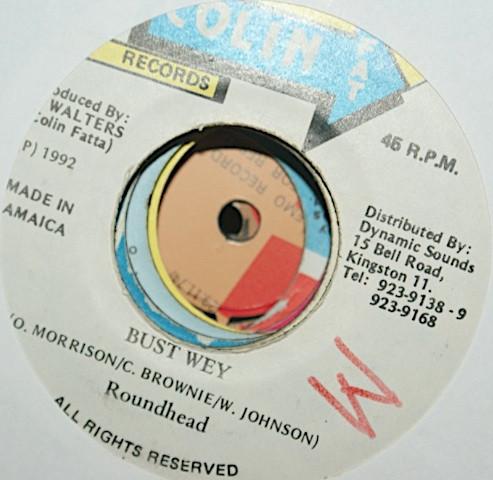 COLIN
FAT
RECORDS
oduced By:
WALTERS
Colin Fatta)
P) 1992
MADE IN
AMAICA
45 R.P.M.
Distributed By:
Dynamic Sounds
15 Bell Road,
Kingston 11.
Tel: 923-9138 - 9
923-9168
BUST WEY
(O. MORRISON/C. BROWNIE/W. JOHNSON)
Roundhead
ALL RIGHTS RESERVED
W